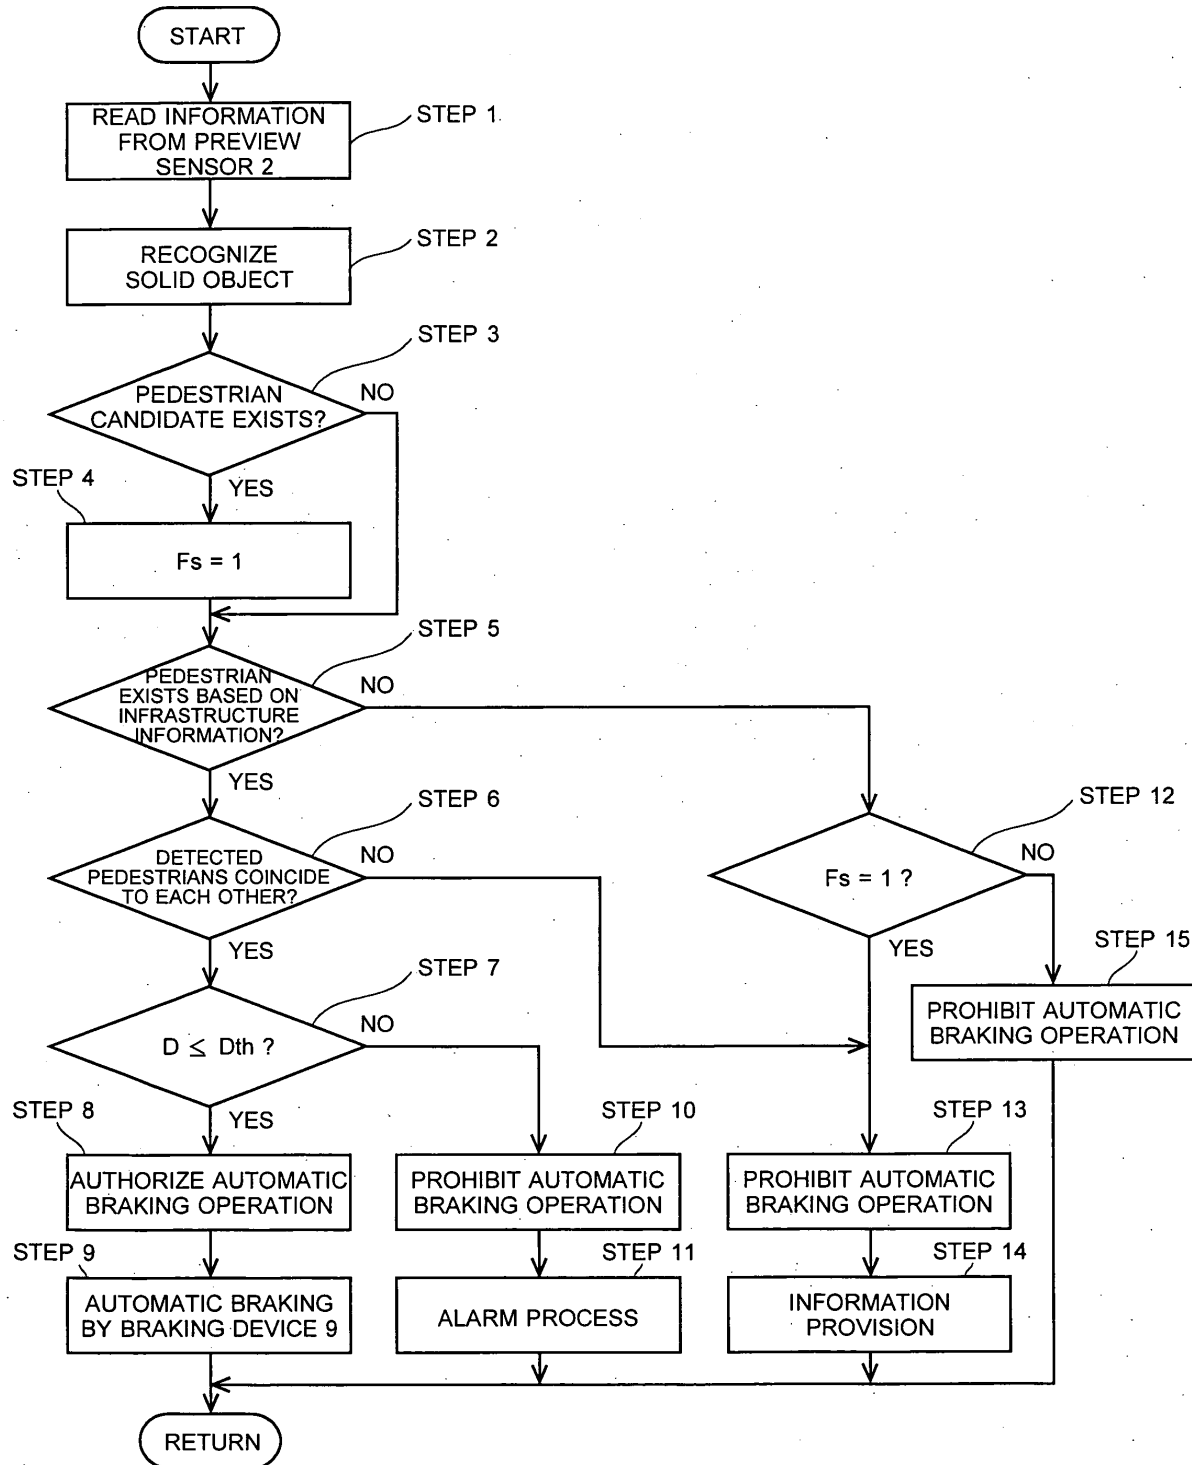 START
READ INFORMATION
FROM PREVIEW
SENSOR 2
STEP 1
RECOGNIZE
SOLID OBJECT
STEP 2
STEP 3
PEDESTRIAN
CANDIDATE EXISTS?
NO
YES
STEP 4
Fs = 1
STEP 5
PEDESTRIAN
EXISTS BASED ON
INFRASTRUCTURE
INFORMATION?
NO
YES
STEP 6
DETECTED
PEDESTRIANS COINCIDE
TO EACH OTHER?
NO
YES
STEP 12
Fs = 1 ?
NO
YES
STEP 7
D ≤ Dth ?
NO
YES
STEP 15
PROHIBIT AUTOMATIC
BRAKING OPERATION
STEP 8
AUTHORIZE AUTOMATIC
BRAKING OPERATION
STEP 10
PROHIBIT AUTOMATIC
BRAKING OPERATION
STEP 13
PROHIBIT AUTOMATIC
BRAKING OPERATION
STEP 9
AUTOMATIC BRAKING
BY BRAKING DEVICE 9
STEP 11
ALARM PROCESS
STEP 14
INFORMATION
PROVISION
RETURN